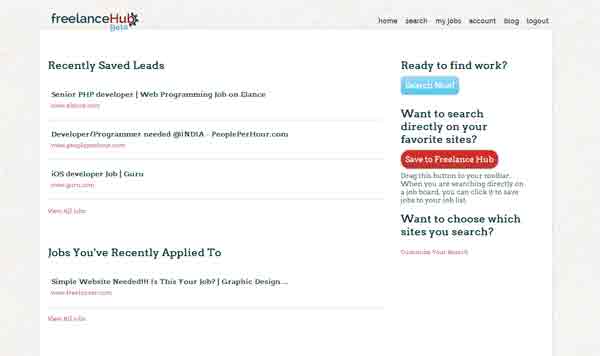 freelanceHub
Beta
home search my jobs account blog logout
Recently Saved Leads
Senior PHP developer | Web Programming Job on Elance
www.elance.com
Developer/Programmer needed @INDIA - PeoplePerHour.com
www.peopleperhour.com
iOS developer Job | Guru
www.guru.com
View All Jobs
Jobs You've Recently Applied To
Simple Website Needed!!! Is This Your Job? | Graphic Design ...
www.freelancer.com
View All Jobs
Ready to find work?
Search Now!
Want to search
directly on your
favorite sites?
Save to Freelance Hub
Drag this button to your toolbar.
When you are searching directly on
a job board, you can click it to save
jobs to your job list.
Want to choose which
sites you search?
Customize Your Search